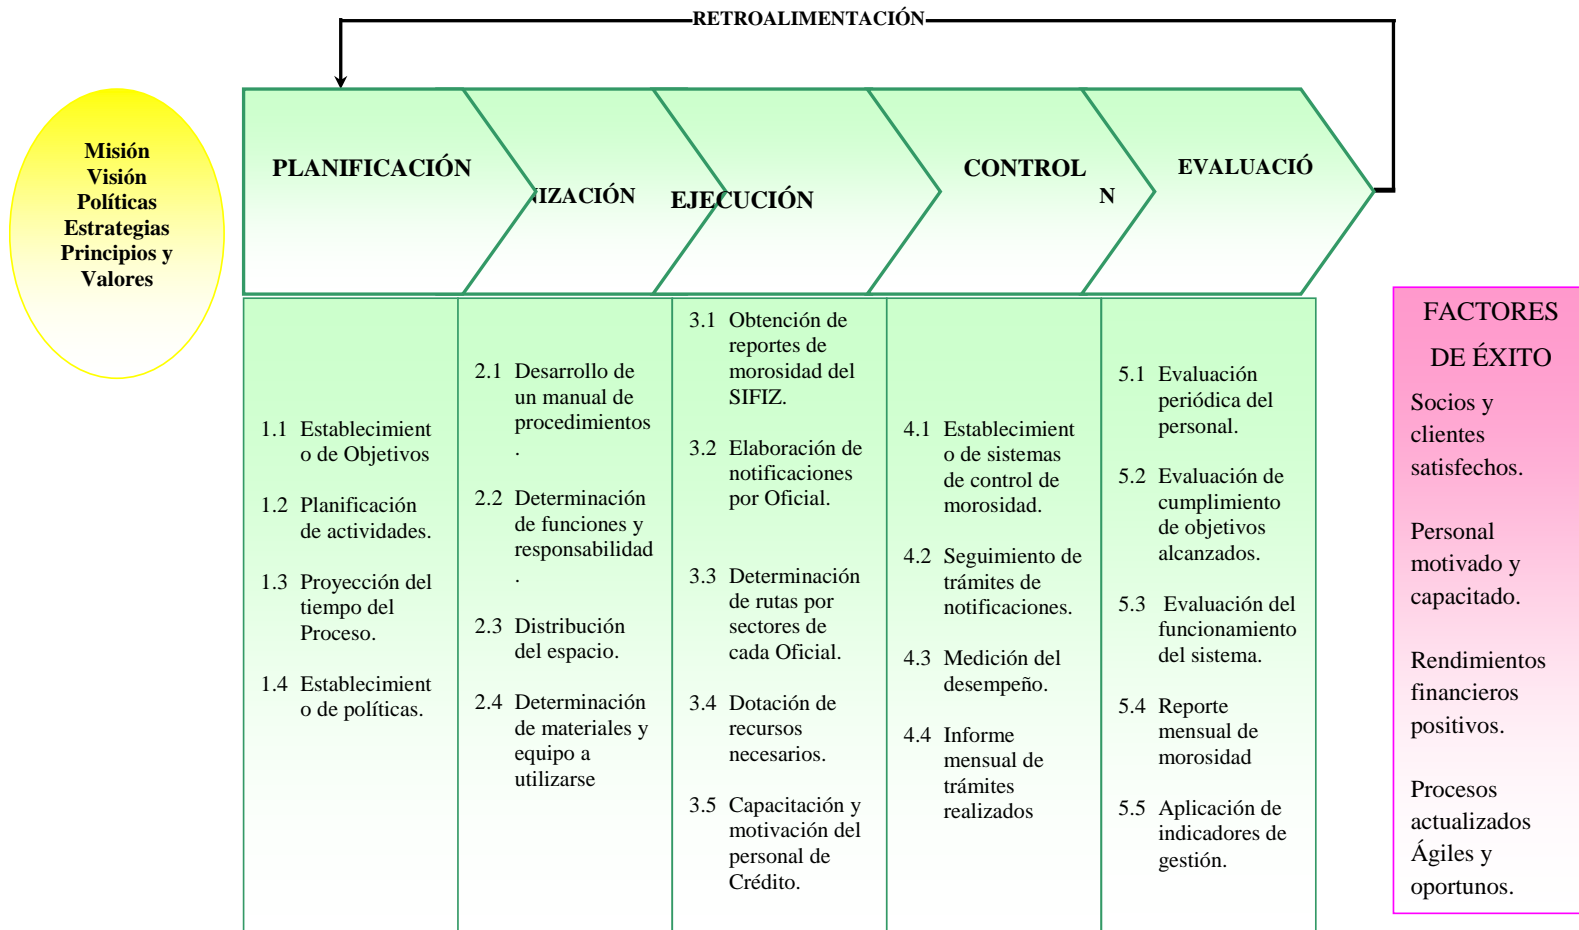 RETROALIMENTACIÓN
Misión
Visión
Políticas
Estrategias
Principios y
Valores
PLANIFICACIÓN
NIZACIÓN
EJECUCIÓN
CONTROL
EVALUACIÓ
N
1.1 Establecimient
o de Objetivos
1.2 Planificación
de actividades.
1.3 Proyección del
tiempo del
Proceso.
1.4 Establecimient
o de políticas.
2.1 Desarrollo de
un manual de
procedimientos
.
2.2 Determinación
de funciones y
responsabilidad
.
2.3 Distribución
del espacio.
2.4 Determinación
de materiales y
equipo a
utilizarse
3.1 Obtención de
reportes de
morosidad del
SIFIZ.
3.2 Elaboración de
notificaciones
por Oficial.
3.3 Determinación
de rutas por
sectores de
cada Oficial.
3.4 Dotación de
recursos
necesarios.
3.5 Capacitación y
motivación del
personal de
Crédito.
4.1 Establecimient
o de sistemas
de control de
morosidad.
4.2 Seguimiento de
trámites de
notificaciones.
4.3 Medición del
desempeño.
4.4 Informe
mensual de
trámites
realizados
5.1 Evaluación
periódica del
personal.
5.2 Evaluación de
cumplimiento
de objetivos
alcanzados.
5.3 Evaluación del
funcionamiento
del sistema.
5.4 Reporte
mensual de
morosidad
5.5 Aplicación de
indicadores de
gestión.
FACTORES
DE ÉXITO
Socios y
clientes
satisfechos.
Personal
motivado y
capacitado.
Rendimientos
financieros
positivos.
Procesos
actualizados
Ágiles y
oportunos.